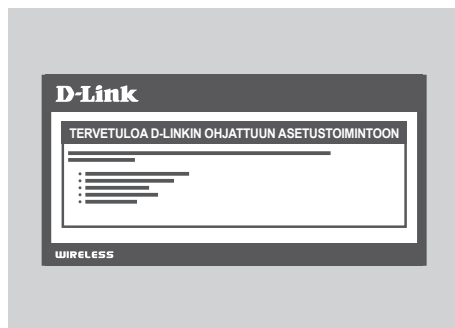 D-Link
TERVETULOA D-LINKIN OHJATTUUN ASETUSTOIMINTOON
WIRELESS